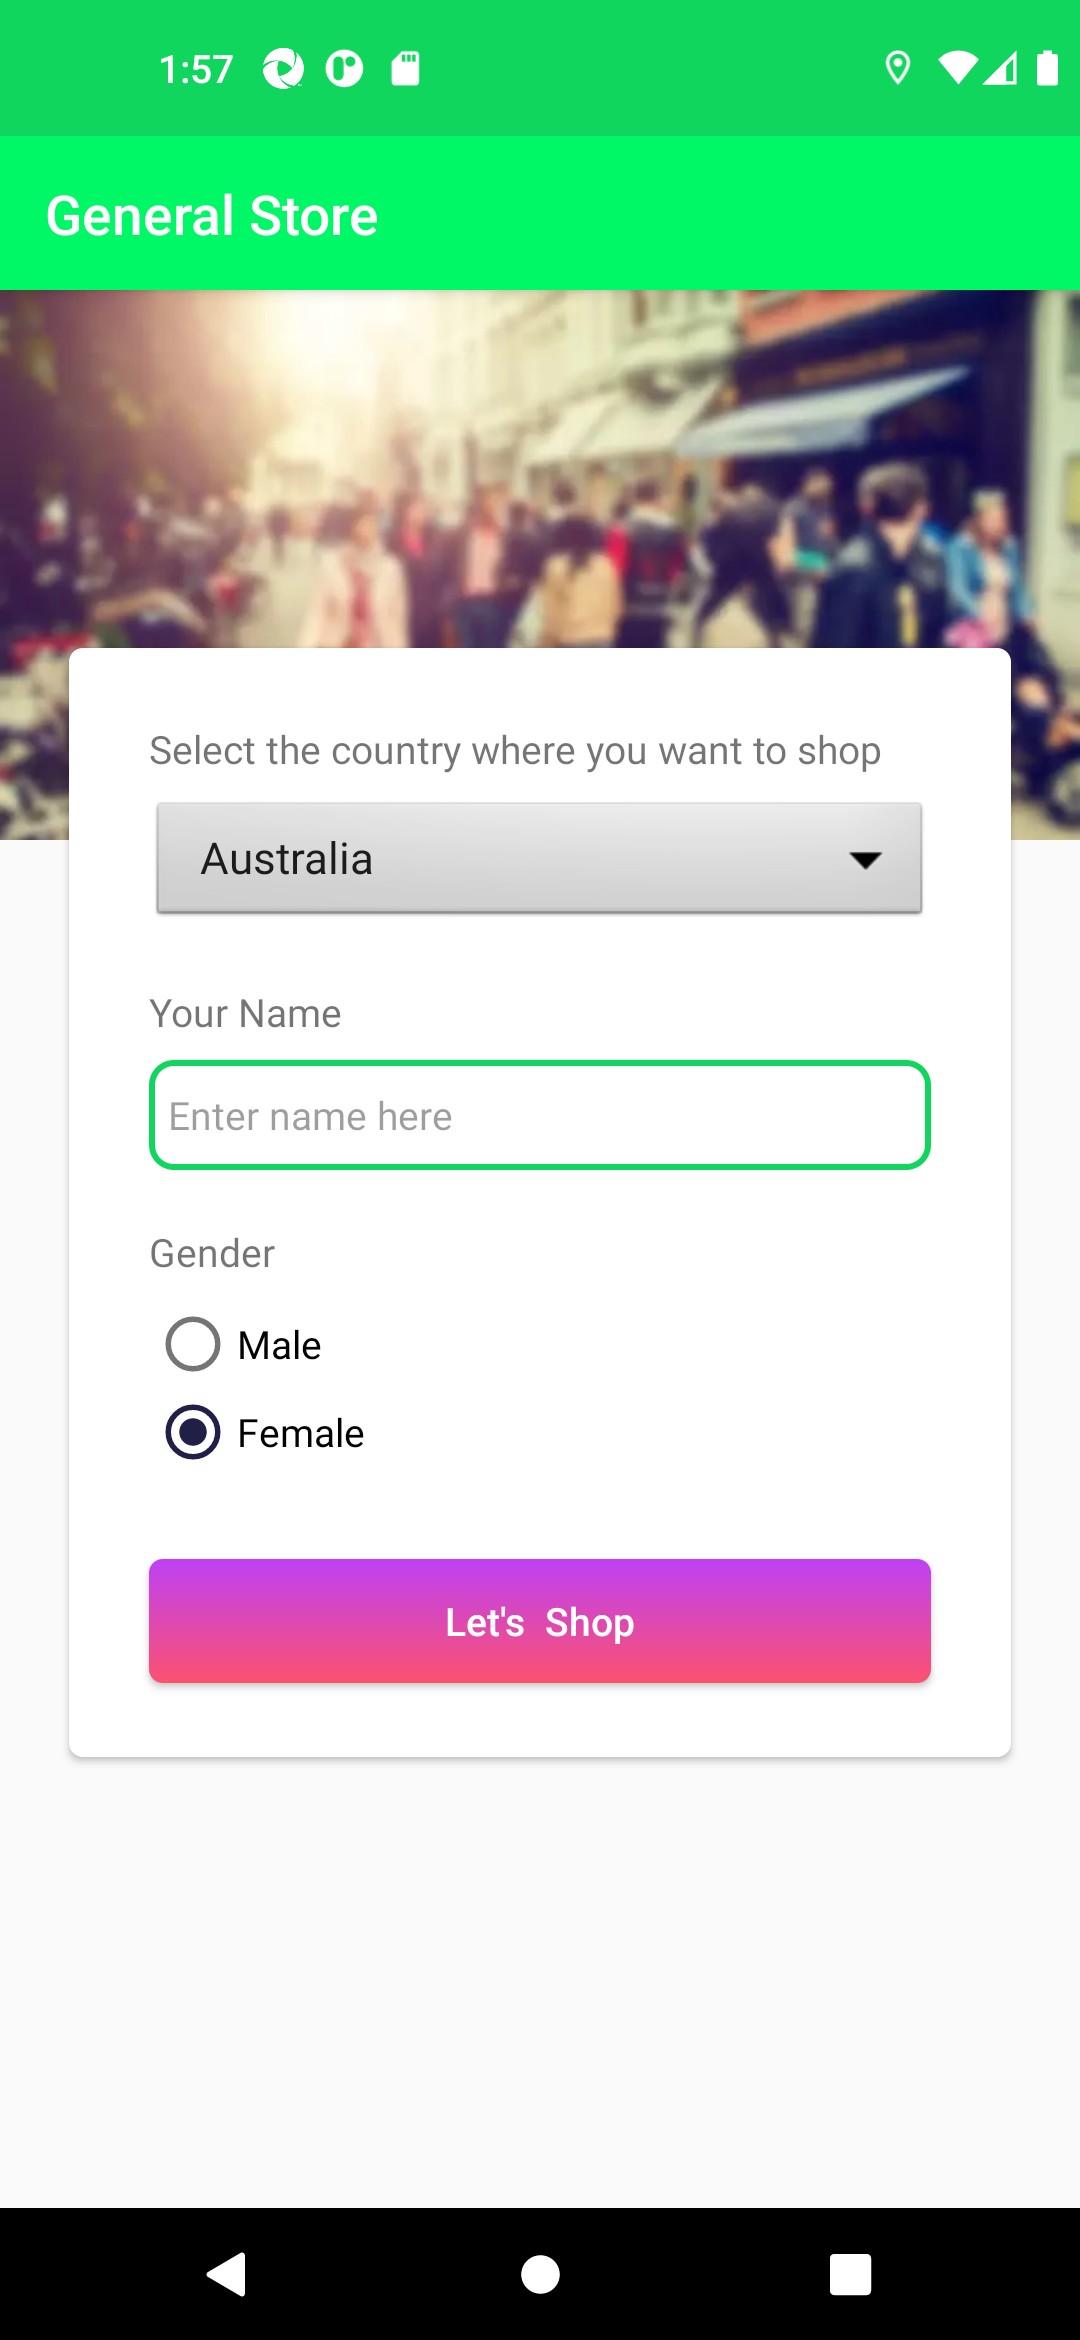 1:57
General Store
Select the country where you want to shop
Australia
Your Name
Enter name here
Gender
Male
Female
Let's Shop